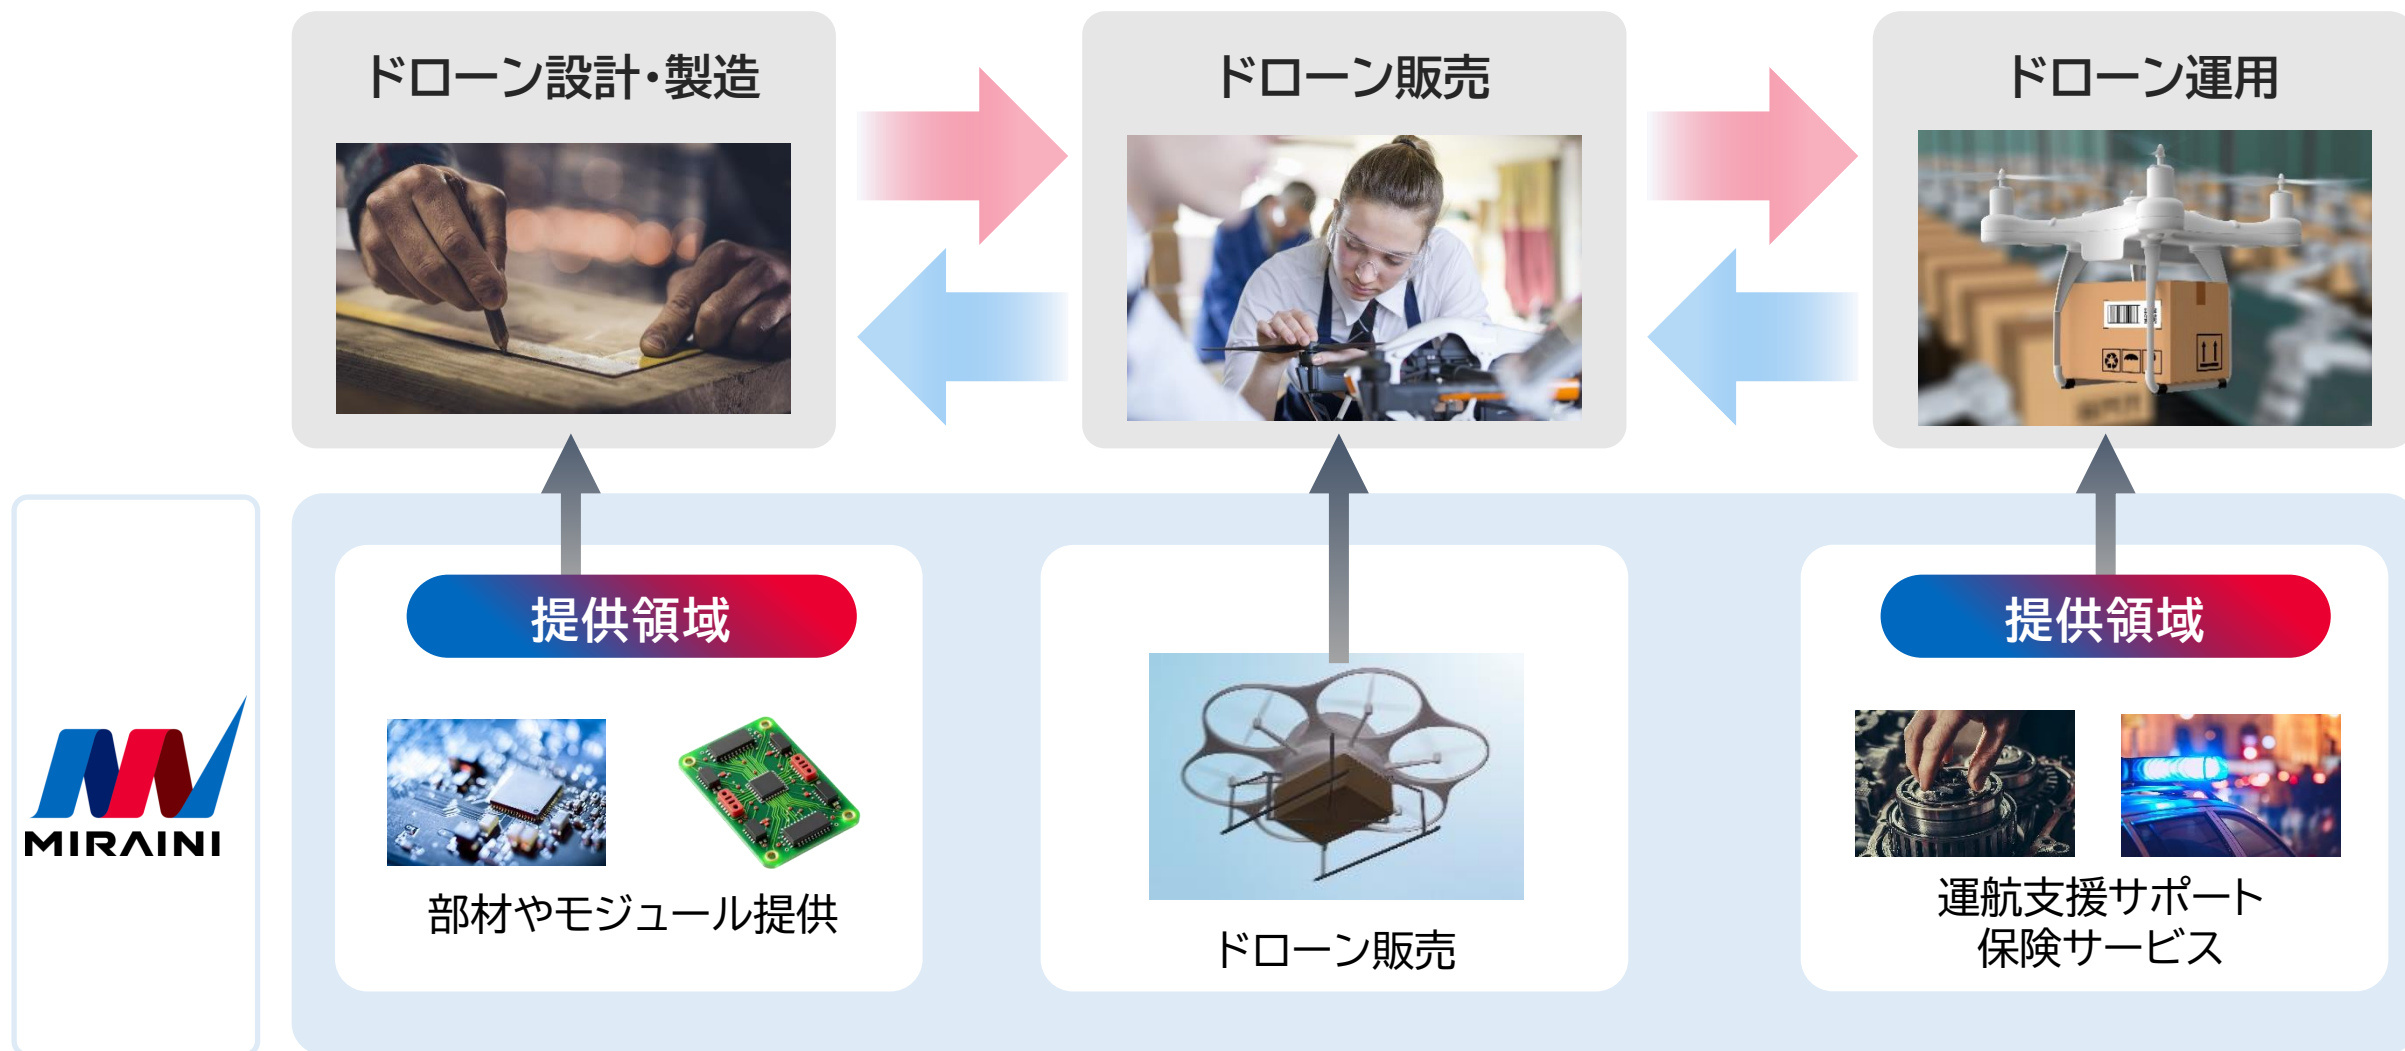 ドローン設計・製造
ドローン販売
ドローン運用
提供領域
提供領域
部材やモジュール提供
ドローン販売
運航支援サポート
保険サービス
MIRAINI